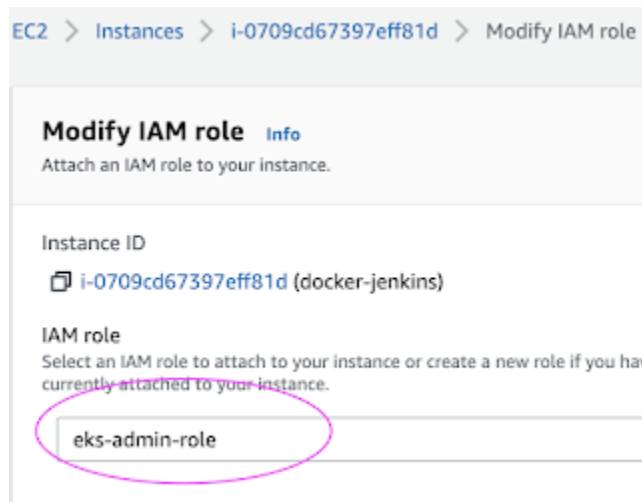 EC2 > Instances > i-0709cd67397eff81d > Modify IAM role
Modify IAM role Info
Attach an IAM role to your instance.
Instance ID
i-0709cd67397eff81d (docker-jenkins)
IAM role
Select an IAM role to attach to your instance or create a new role if you hav
currently attached to your instance.
eks-admin-role